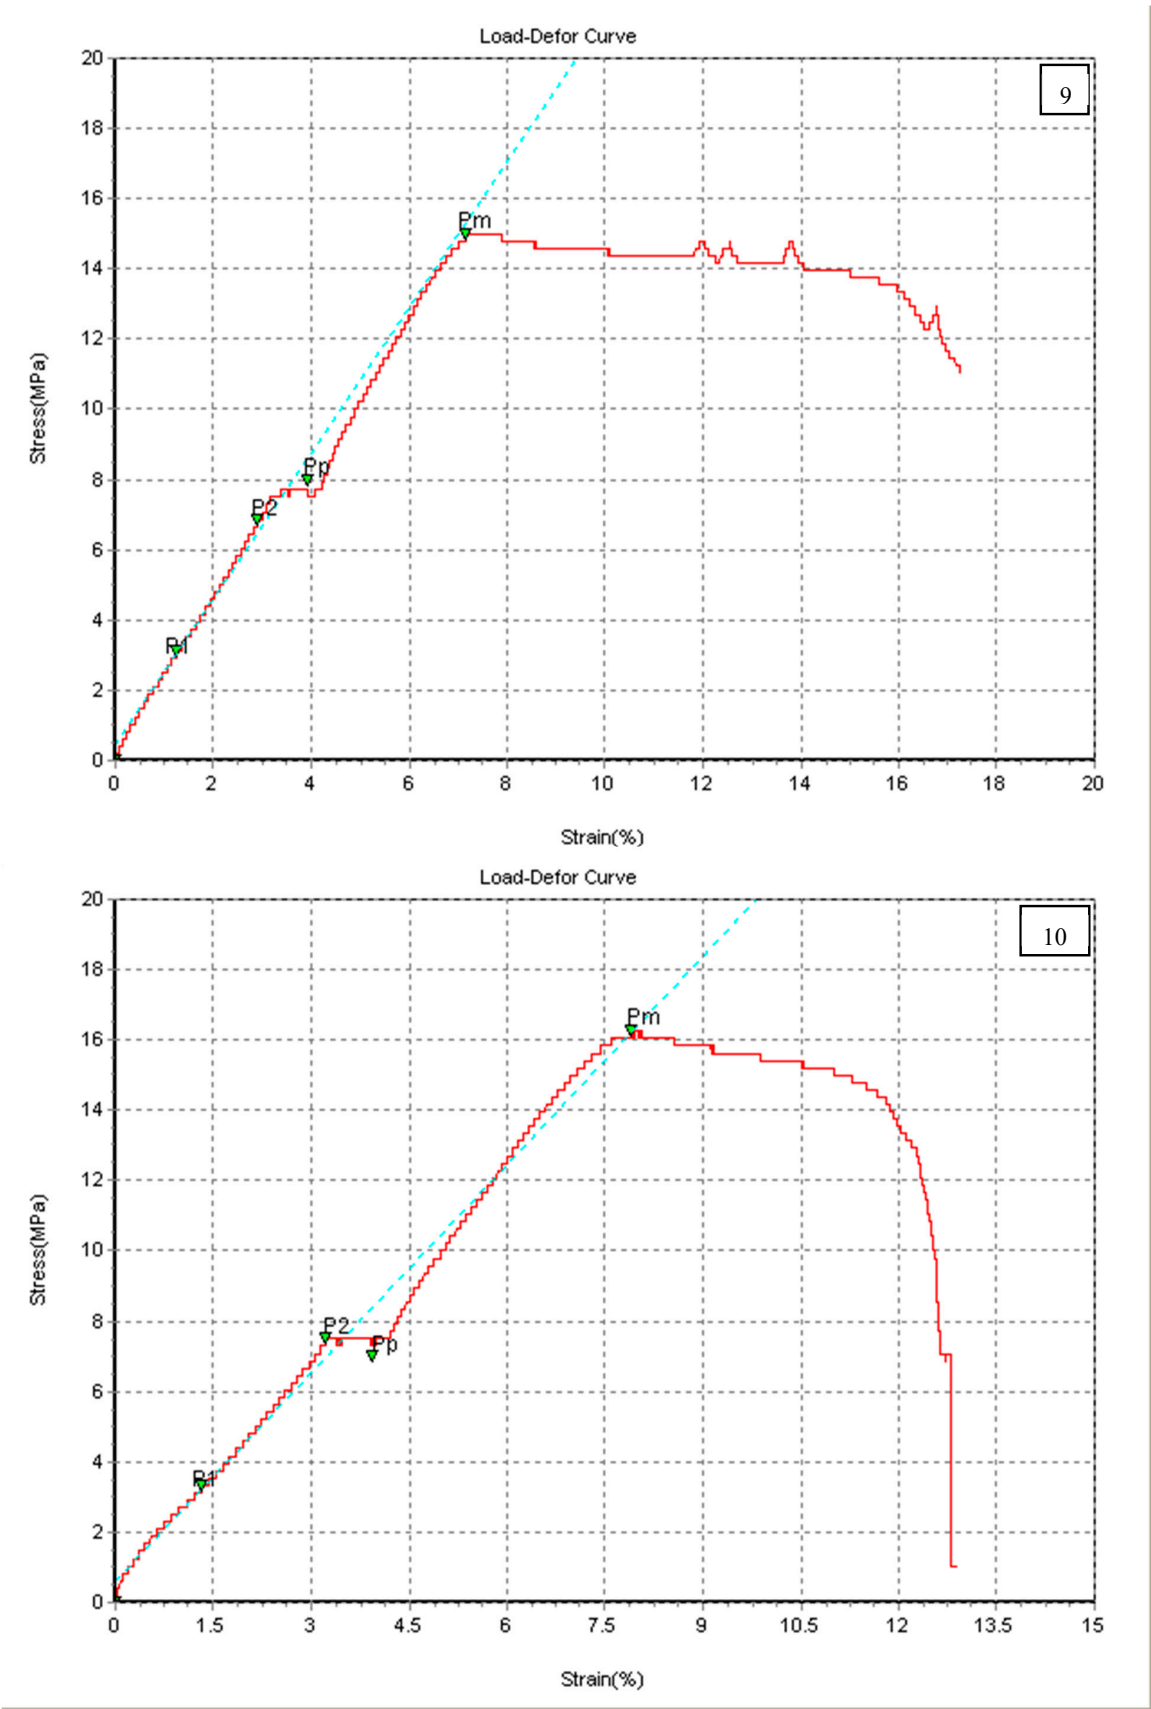 Load-Defor Curve
20
9
18
16
Pm
14
12
Stress(MPa)
10
Pp
8
P2
6
4
P1
2
0
0 2 4 6 8 10 12 14 16 18 20
Strain(%)
Load-Defor Curve
20
10
18
Pm
16
14
12
Stress(MPa)
10
8
P2
Pp
6
4
P1
2
0
0 1.5 3 4.5 6 7.5 9 10.5 12 13.5 15
Strain(%)